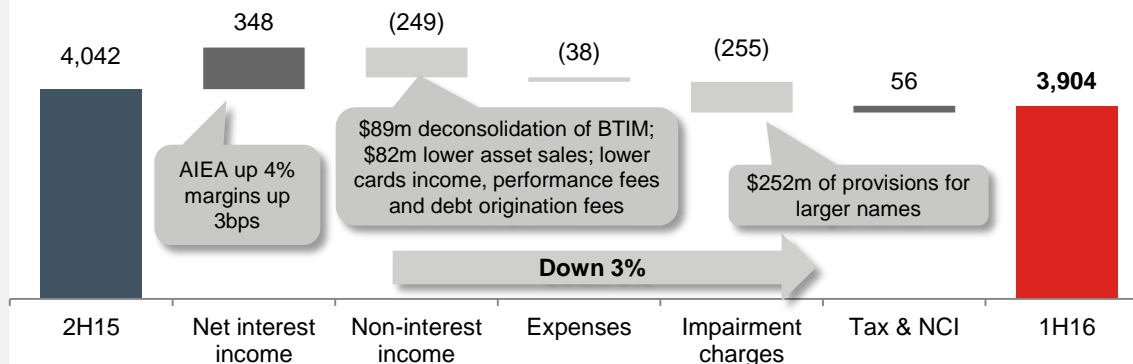 348
(249)
(38)
(255)
4,042
56
3,904
AIEA up 4%
margins up
3bps
$89m deconsolidation of BTIM;
$82m lower asset sales; lower
cards income, performance fees
and debt origination fees
$252m of provisions for
larger names
Down 3%
2H15
Net interest
income
Non-interest
income
Expenses
Impairment
charges
Tax & NCI
1H16